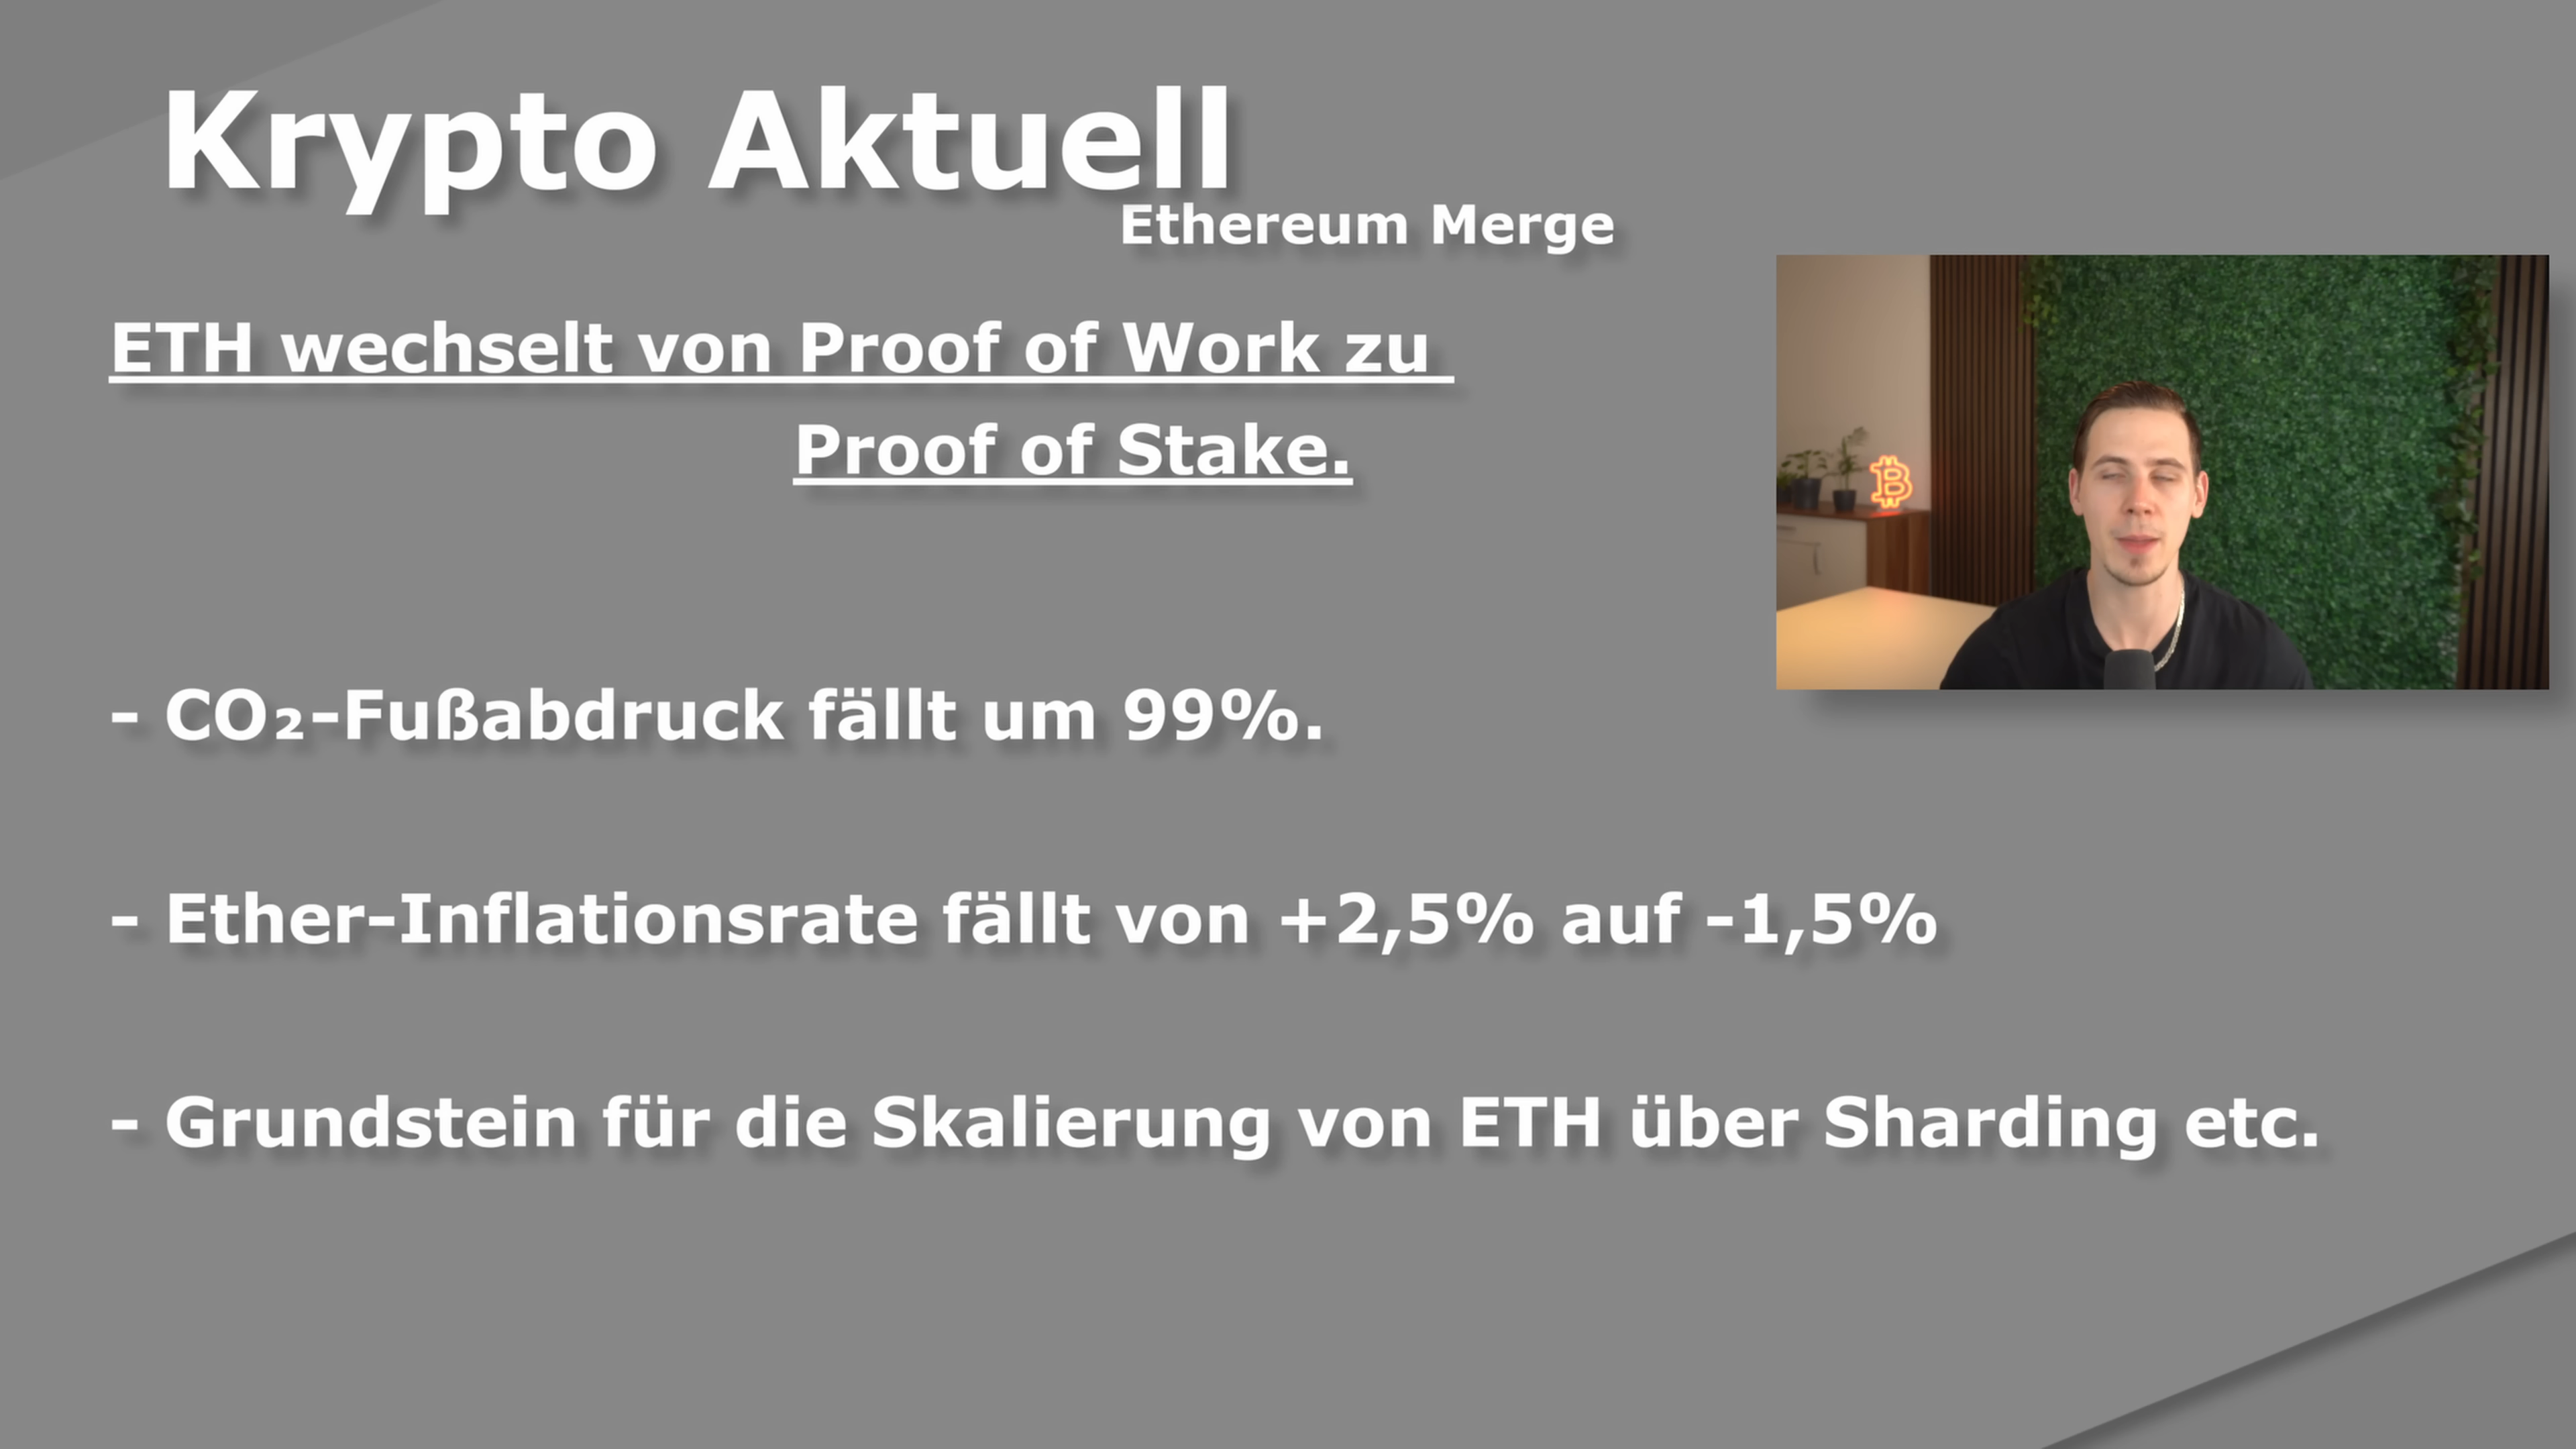 Krypto Aktuell
Ethereum Merge
ETH wechselt von Proof of Work zu
Proof of Stake.
- CO₂-Fußabdruck fällt um 99%.
- Ether-Inflationsrate fällt von +2,5% auf -1,5%
- Grundstein für die Skalierung von ETH über Sharding etc.